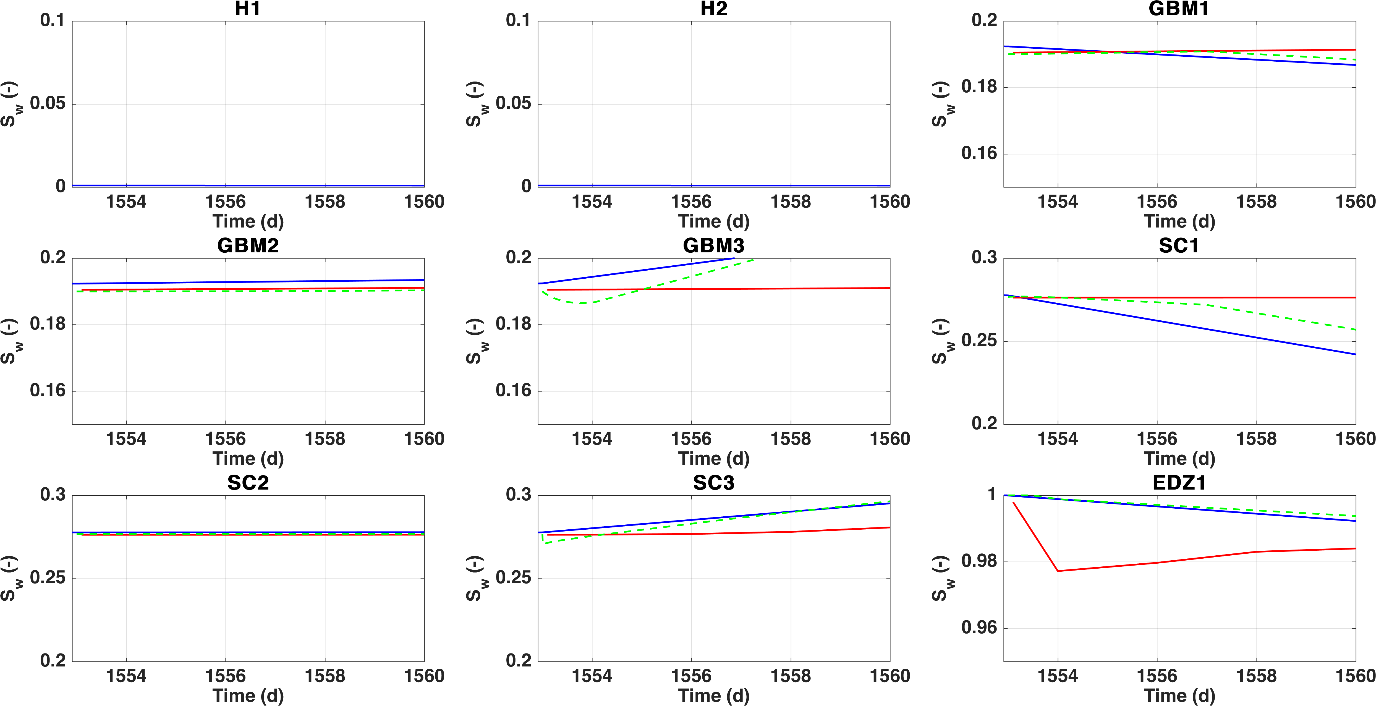 H1
0.1
0.05
0
S_w (-)
1554 1556 1558 1560
Time (d)
H2
0.1
0.05
0
S_w (-)
1554 1556 1558 1560
Time (d)
GBM1
0.2
0.18
0.16
S_w (-)
1554 1556 1558 1560
Time (d)
GBM2
0.2
0.18
0.16
S_w (-)
1554 1556 1558 1560
Time (d)
GBM3
0.2
0.18
0.16
S_w (-)
1554 1556 1558 1560
Time (d)
SC1
0.3
0.25
0.2
S_w (-)
1554 1556 1558 1560
Time (d)
SC2
0.3
0.25
0.2
S_w (-)
1554 1556 1558 1560
Time (d)
SC3
0.3
0.25
0.2
S_w (-)
1554 1556 1558 1560
Time (d)
EDZ1
1
0.98
0.96
S_w (-)
1554 1556 1558 1560
Time (d)